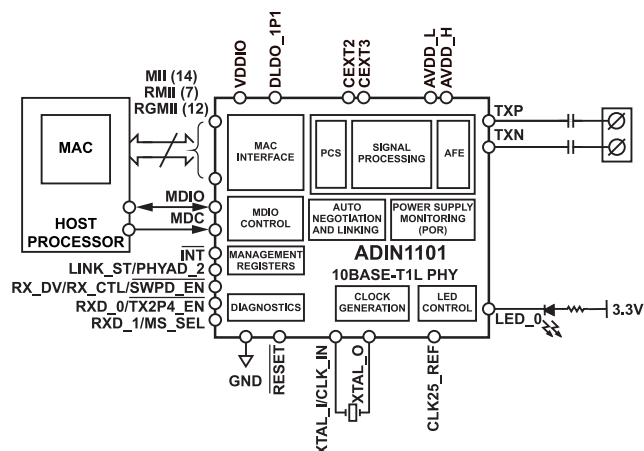 VDDIO
DLDO_1P1
CEXT2
CEXT3
AVDD_L
AVDD_H
MII (14)
RMII (7)
RGMII (12)
MAC
HOST
PROCESSOR
MDIO
MDC
MAC
INTERFACE
PCS
SIGNAL
PROCESSING
AFE
TXP
TXN
MDIO
CONTROL
AUTO
NEGOTIATION
AND LINKING
POWER SUPPLY
MONITORING
(POR)
INT
LINK_ST/PHYAD_2
RX_DV/RX_CTL/SWPD_EN
RXD_0/TX2P4_EN
RXD_1/MS_SEL
MANAGEMENT
REGISTERS
ADIN1101
10BASE-T1L PHY
DIAGNOSTICS
CLOCK
GENERATION
LED
CONTROL
LED_0
3.3V
GND
RESET
XTAL_I/CLK_IN
XTAL_O
CLK25_REF